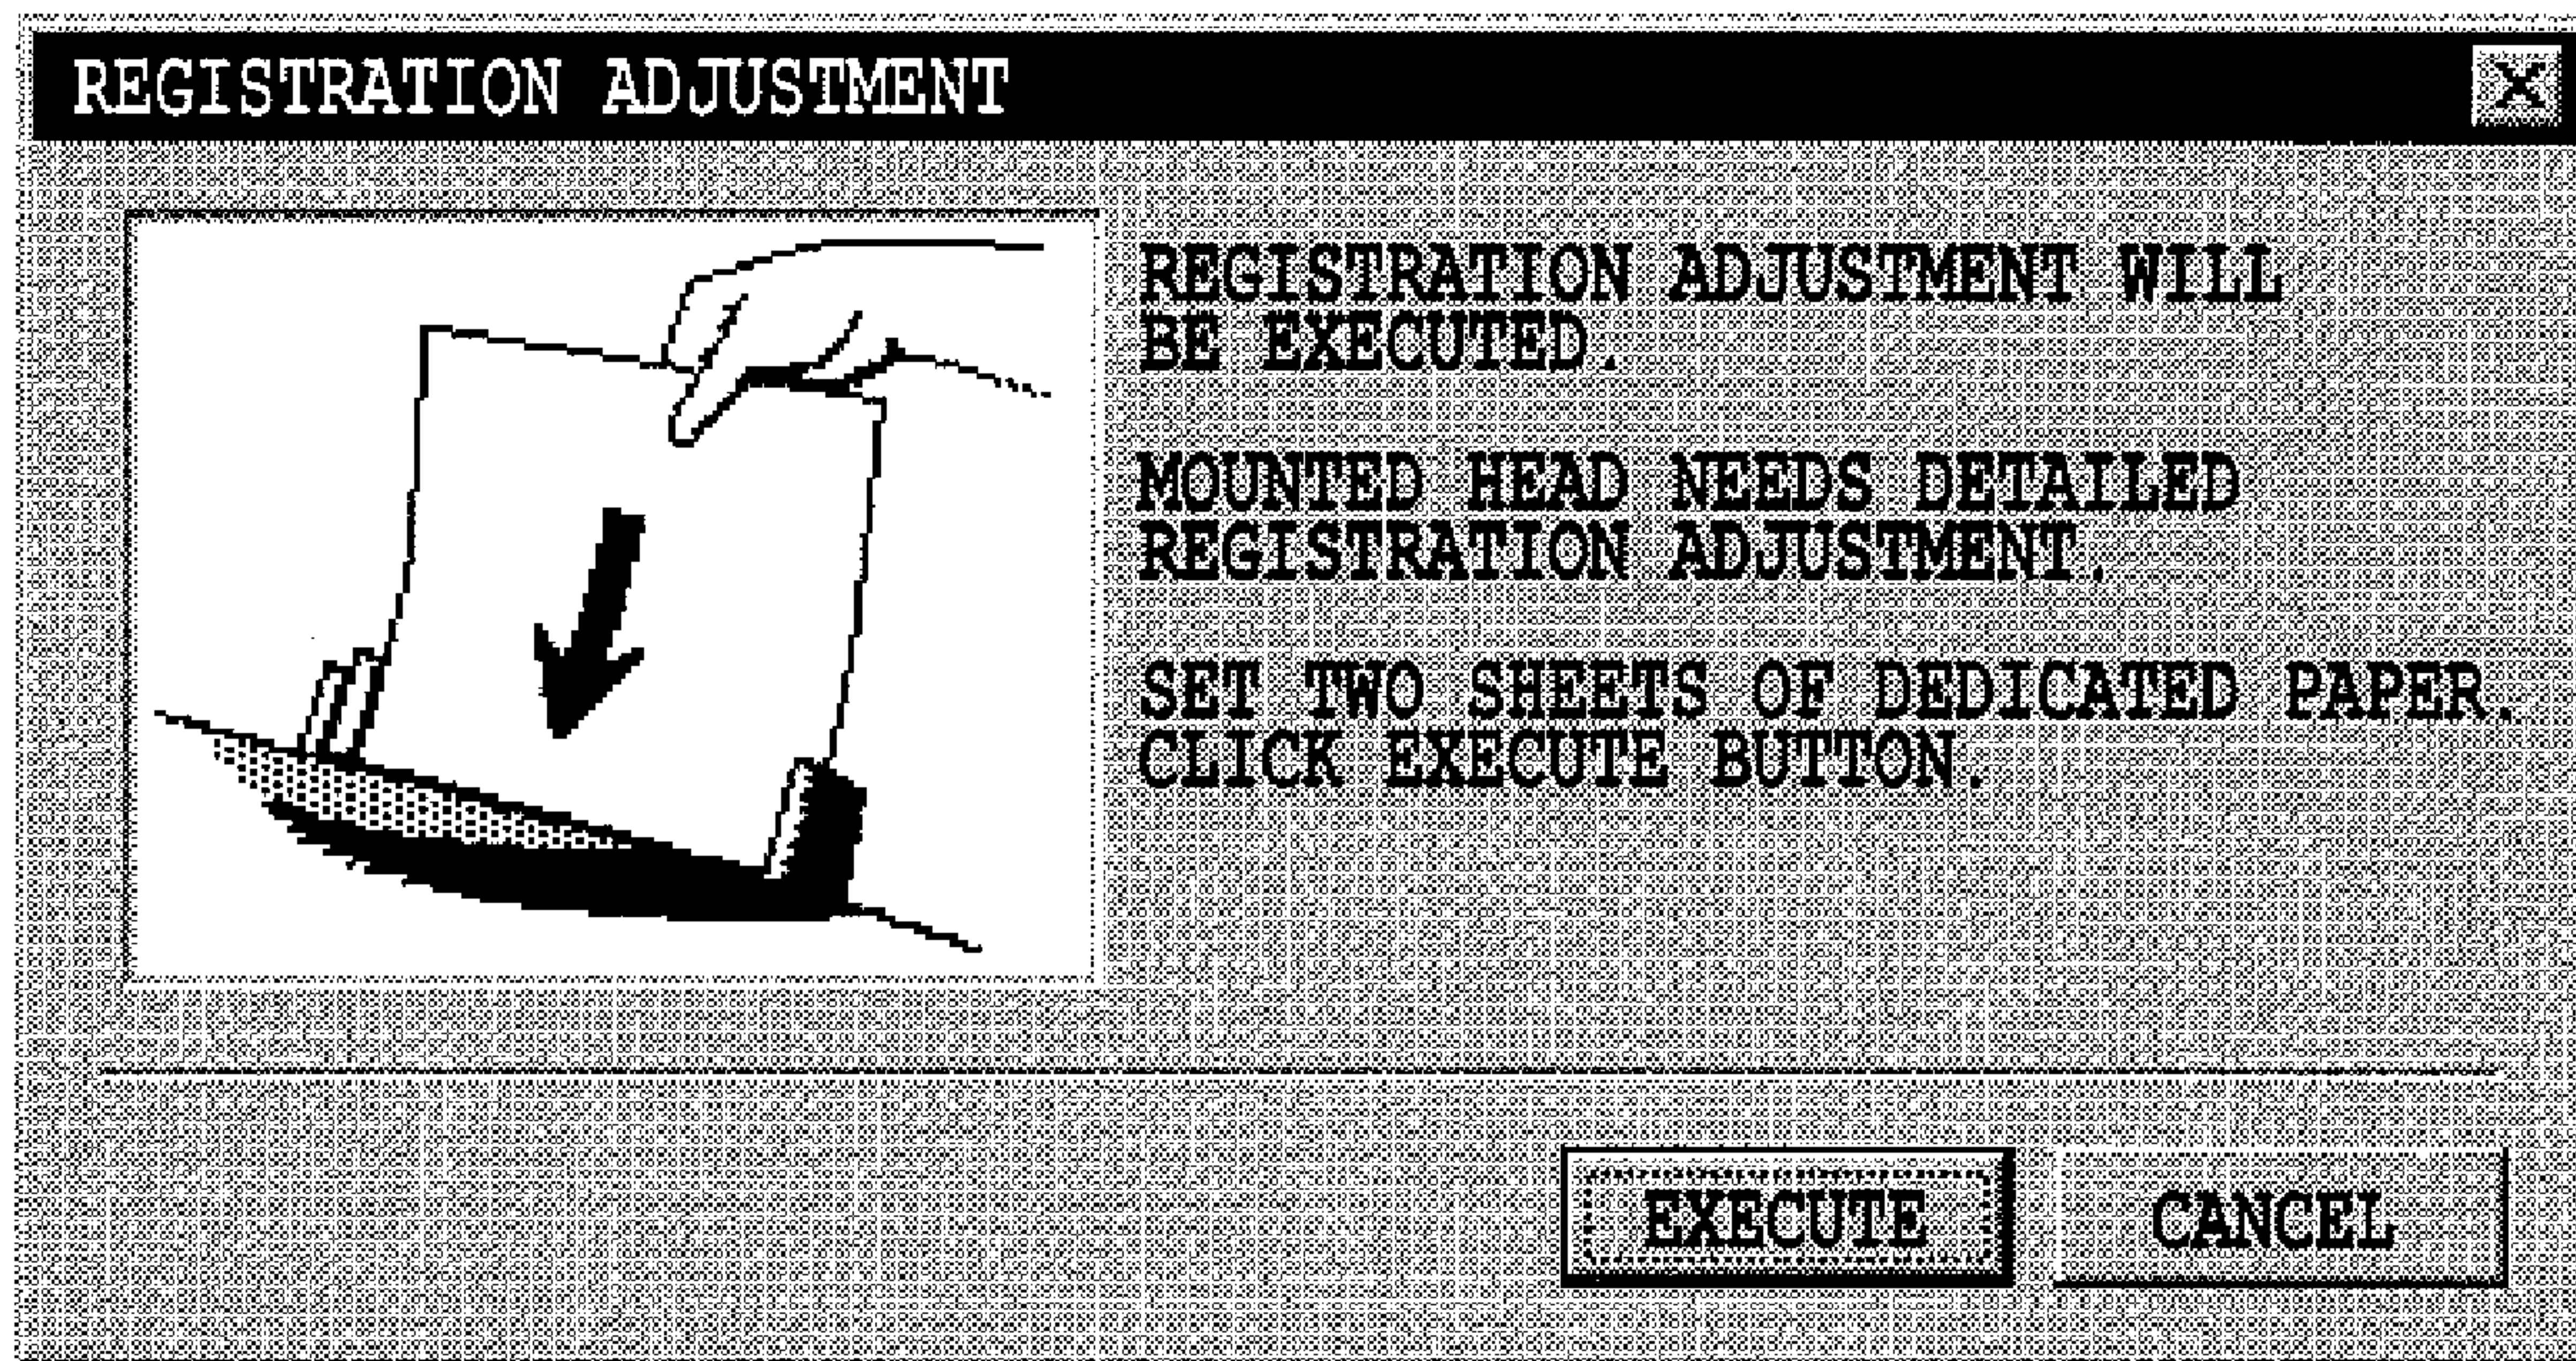 REGISTRATION ADJUSTMENT
X
REGISTRATION ADJUSTMENT WILL
BE EXECUTED.
MOUNTED HEAD NEEDS DETAILED
REGISTRATION ADJUSTMENT.
SET TWO SHEETS OF DEDICATED PAPER.
CLICK EXECUTE BUTTON.
EXECUTE
CANCEL